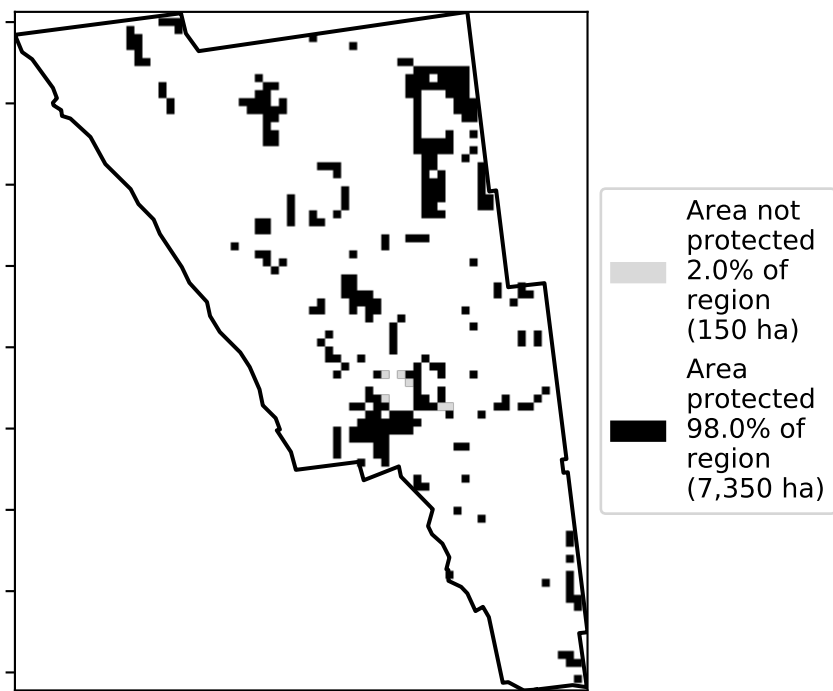 Area not
protected
2.0% of
region
(150 ha)
Area
protected
98.0% of
region
(7,350 ha)